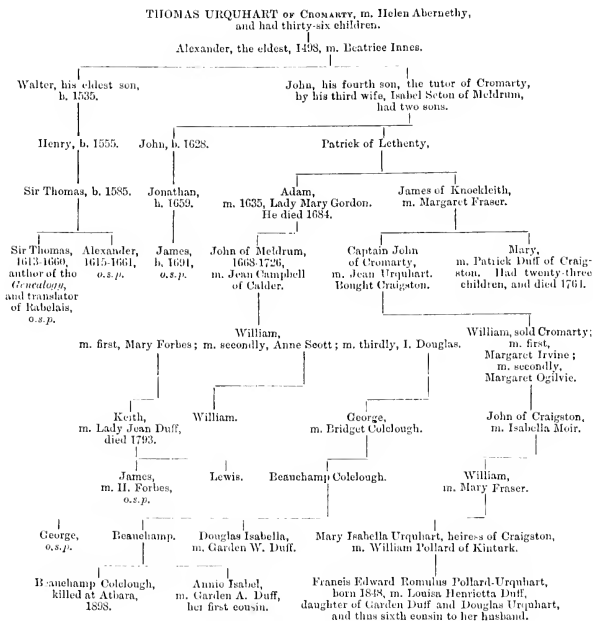 THOMAS URQUHART OF CROMARTY, m. Helen Abernethy,
and had thirty-six children.
Alexander, the eldest, 1498, m. Beatrice Innes.
Walter, his eldest son,
b. 1535.
John, his fourth son, the tutor of Cromarty,
by his third wife, Isabel Seton of Meldrum,
had two sons.
Henry, b. 1555.
John, b. 1628.
Patrick of Lethenty,
Sir Thomas, b. 1585.
Jonathan,
b. 1659.
Adam,
m. 1635, Lady Mary Gordon.
He died 1684.
James of Knockleith,
m. Margaret Fraser.
Sir Thomas,
1613-1660,
author of the
Genealogy,
and translator
of Rabelais,
o.s.p.
Alexander,
1615-1661,
o.s.p.
James,
b. 1691,
o.s.p.
John of Meldrum,
1668-1726,
m. Jean Campbell
of Calder.
Captain John
of Cromarty,
m. Jean Urquhart.
Bought Craigston.
Mary,
m. Patrick Duff of Craig-
ston. Had twenty-three
children, and died 1764.
William,
m. first, Mary Forbes; m. secondly, Anne Scott; m. thirdly, I. Douglas.
William, sold Cromarty;
m. first,
Margaret Irvine;
m. secondly,
Margaret Ogilvie.
Keith,
m. Lady Jean Duff,
died 1793.
William.
George,
m. Bridget Colclough.
John of Craigston,
m. Isabella Moir.
James,
m. H. Forbes,
o.s.p.
Lewis.
Beauchamp Colclough.
William,
m. Mary Fraser.
George,
o.s.p.
Beauchamp.
Douglas Isabella,
m. Garden W. Duff.
Mary Isabella Urquhart, heiress of Craigston,
m. William Pollard of Kinturk.
Beauchamp Colclough,
killed at Atbara,
1898.
Annie Isabel,
m. Garden A. Duff,
her first cousin.
Francis Edward Romulus Pollard-Urquhart,
born 1848, m. Louisa Henrietta Duff,
daughter of Garden Duff and Douglas Urquhart,
and thus sixth cousin to her husband.